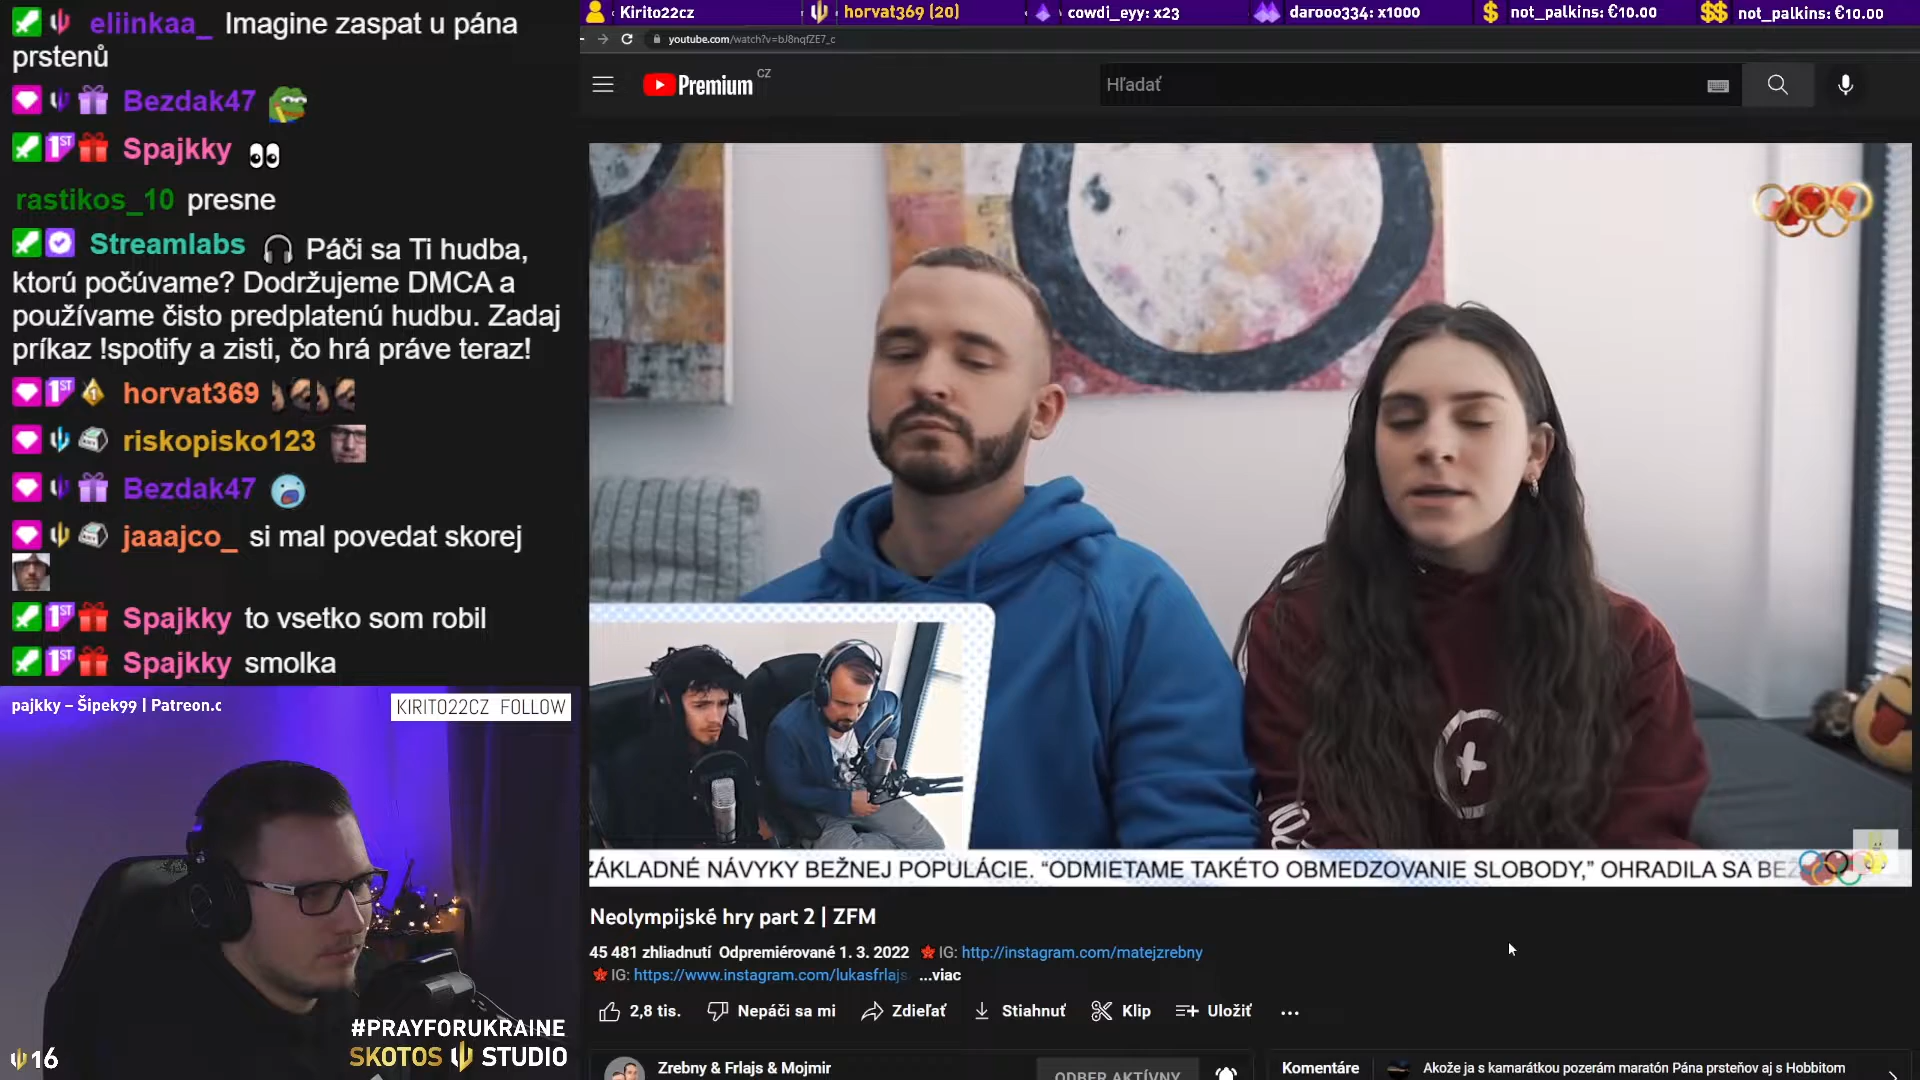 eliinkaa_ Imagine zaspat u pána
prstenů
Bezdak47
1ST Spajkky
rastikos_10 presne
Streamlabs Páči sa Ti hudba,
ktorú počúvame? Dodržujeme DMCA a
používame čisto predplatenú hudbu. Zadaj
príkaz !spotify a zisti, čo hrá práve teraz!
1ST horvat369
riskopisko123
Bezdak47
jaaajco_ si mal povedat skorej
1ST Spajkky to vsetko som robil
1ST Spajkky smolka
pajkky – Šipek99 | Patreon.c
KIRITO22CZ FOLLOW
#PRAYFORUKRAINE
SKOTOS STUDIO
16
Kirito22cz
horvat369 (20)
cowdi_eyy: x23
darooo334: x1000
not_palkins: €10.00
not_palkins: €10.00
youtube.com/watch?v=bJ8nqfZE7_c
Premium CZ
Hľadať
ZÁKLADNÉ NÁVYKY BEŽNEJ POPULÁCIE. “ODMIETAME TAKÉTO OBMEDZOVANIE SLOBODY,” OHRADILA SA BEZ
Neolympijské hry part 2 | ZFM
45 481 zhliadnutí Odpremiérované 1. 3. 2022 IG: http://instagram.com/matejzrebny
IG: https://www.instagram.com/lukasfrlajs ...viac
2,8 tis. Nepáči sa mi Zdieľať Stiahnuť Klip Uložiť
Zrebny & Frlajs & Mojmir
ODBER AKTÍVNY
Komentáre
Akože ja s kamarátkou pozerám maratón Pána prsteňov aj s Hobbitom